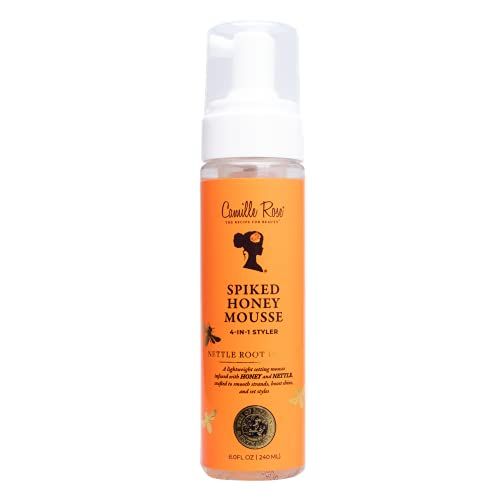 Camille Rose®
THE RECIPE FOR BEAUTY
SPIKED
HONEY
MOUSSE
4-IN-1 STYLER
NETTLE ROOT
A lightweight setting mousse
infused with HONEY and NETTLE,
crafted to smooth strands, boost shine,
and set styles
8.0FL OZ ( 240 ML)